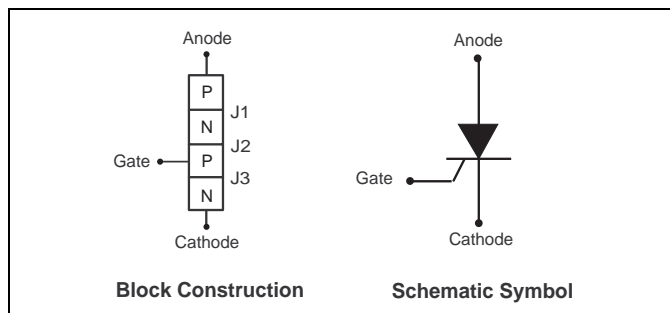 Anode
P
J1
N
J2
Gate
P
J3
N
Cathode
Block Construction
Anode
Gate
Cathode
Schematic Symbol